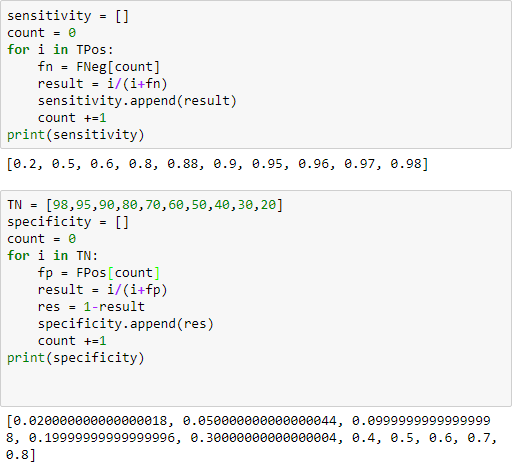 sensitivity = []
count = 0
for i in TPos:
    fn = FNeg[count]
    result = i/(i+fn)
    sensitivity.append(result)
    count +=1
print(sensitivity)
[0.2, 0.5, 0.6, 0.8, 0.88, 0.9, 0.95, 0.96, 0.97, 0.98]
TN = [98,95,90,80,70,60,50,40,30,20]
specificity = []
count = 0
for i in TN:
    fp = FPos[count]
    result = i/(i+fp)
    res = 1-result
    specificity.append(res)
    count +=1
print(specificity)
[0.020000000000000018, 0.050000000000000044, 0.0999999999999999
8, 0.19999999999999996, 0.30000000000000004, 0.4, 0.5, 0.6, 0.7,
0.8]